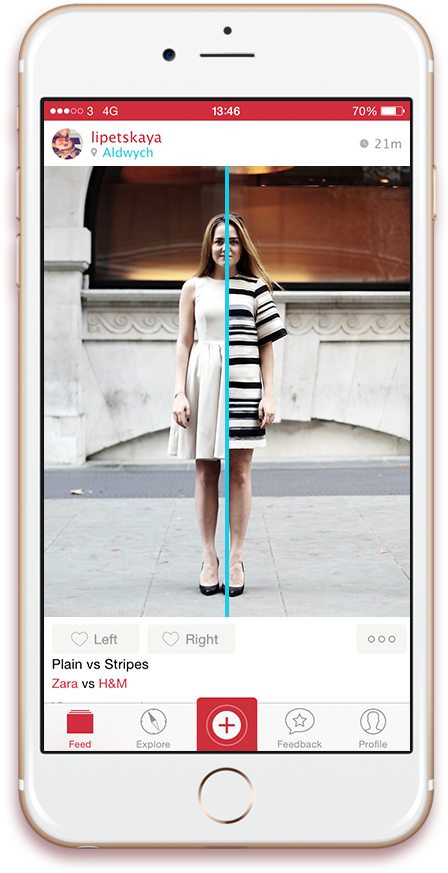 3 4G 13:46 70%
lipetskaya
Aldwych 21m
Left Right
Plain vs Stripes
Zara vs H&M
Feed Explore Feedback Profile